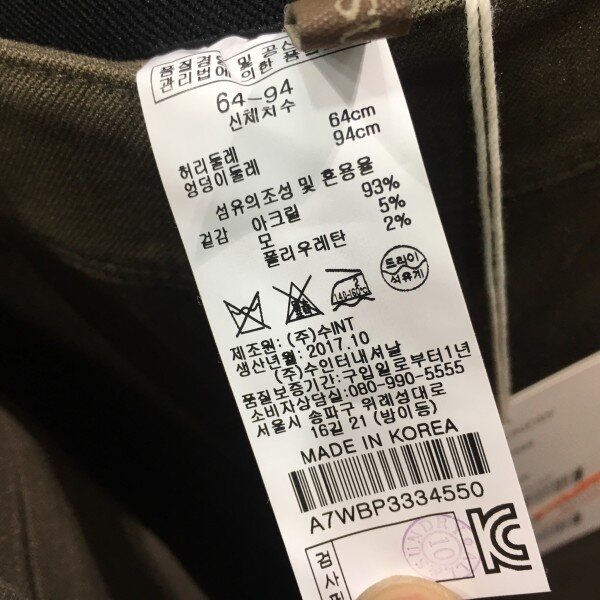 품질경영 및 공산
관리법에 의한 품
64~94
신체치수
허리둘레 64cm
엉덩이둘레 94cm
섬유의조성 및 혼용율
겉감 아크릴 93%
모 5%
폴리우레탄 2%
드라이
석유계
140-160℃
제조원: (주)수INT
생산년월: 2017.10
(주)수인터내셔날
품질보증기간: 구입일로부터1년
소비자상담실: 080-990-5555
서울시 송파구 위례성대로
16길 21 (방이동)
MADE IN KOREA
A7WBP3334550
검사
10